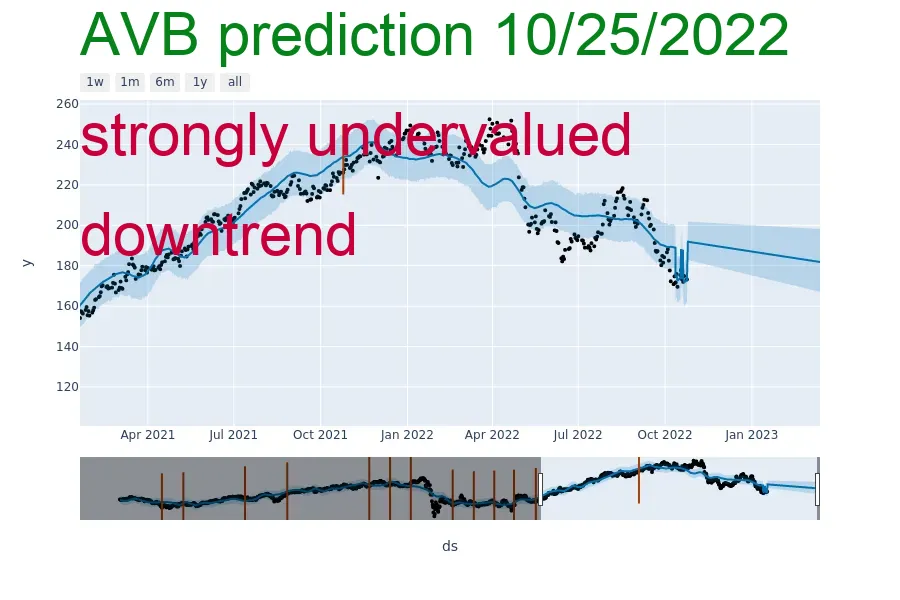 AVB prediction 10/25/2022
1w 1m 6m 1y all
260
strongly undervalued
240
220
downtrend
200
y
180
160
140
120
Apr 2021 Jul 2021 Oct 2021 Jan 2022 Apr 2022 Jul 2022 Oct 2022 Jan 2023
ds